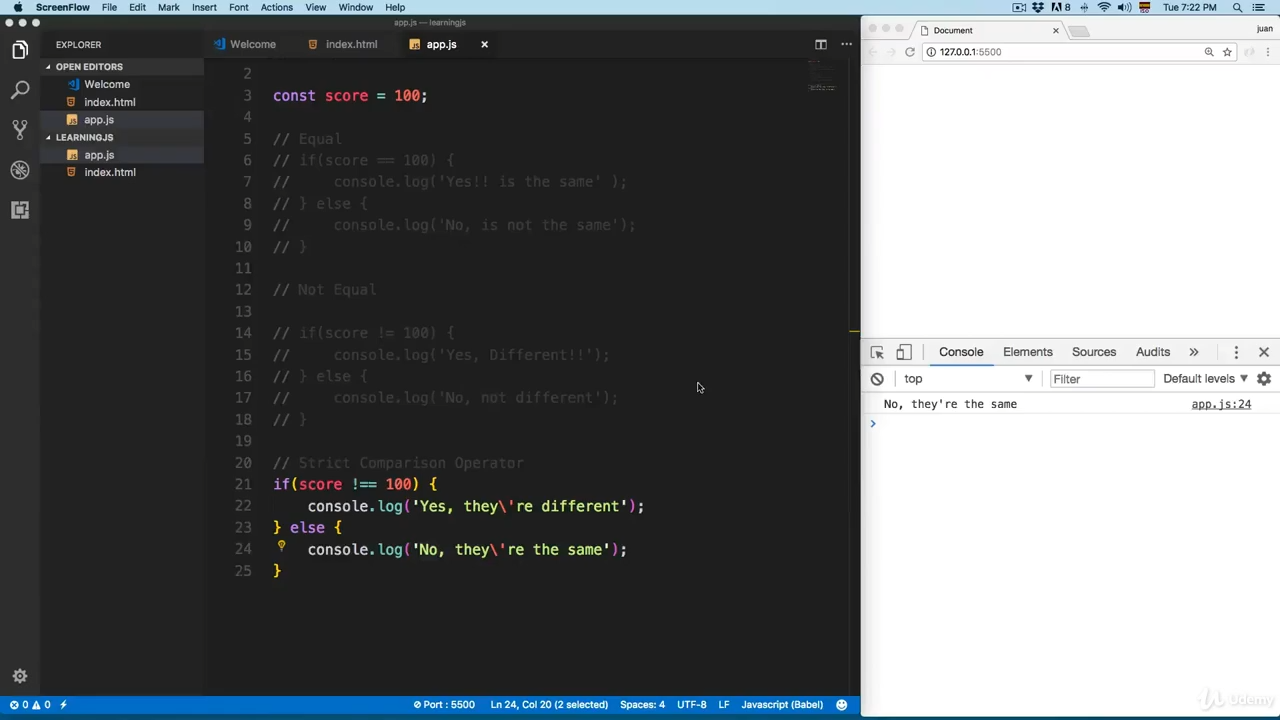 ScreenFlow File Edit Mark Insert Font Actions View Window Help
8 Tue 7:22 PM
app.js — learningjs
juan
EXPLORER
Welcome
index.html
app.js
OPEN EDITORS
Welcome
index.html
app.js
LEARNINGJS
app.js
index.html
2
3 const score = 100;
4
5 // Equal
6 // if(score == 100) {
7 //     console.log('Yes!! is the same' );
8 // } else {
9 //     console.log('No, is not the same');
10 // }
11
12 // Not Equal
13
14 // if(score != 100) {
15 //     console.log('Yes, Different!!');
16 // } else {
17 //     console.log('No, not different');
18 // }
19
20 // Strict Comparison Operator
21 if(score !== 100) {
22     console.log('Yes, they\'re different');
23 } else {
24     console.log('No, they\'re the same');
25 }
Document
127.0.0.1:5500
Console Elements Sources Audits »
top Filter Default levels
No, they're the same app.js:24
0 0 Port : 5500 Ln 24, Col 20 (2 selected) Spaces: 4 UTF-8 LF Javascript (Babel)
Udemy